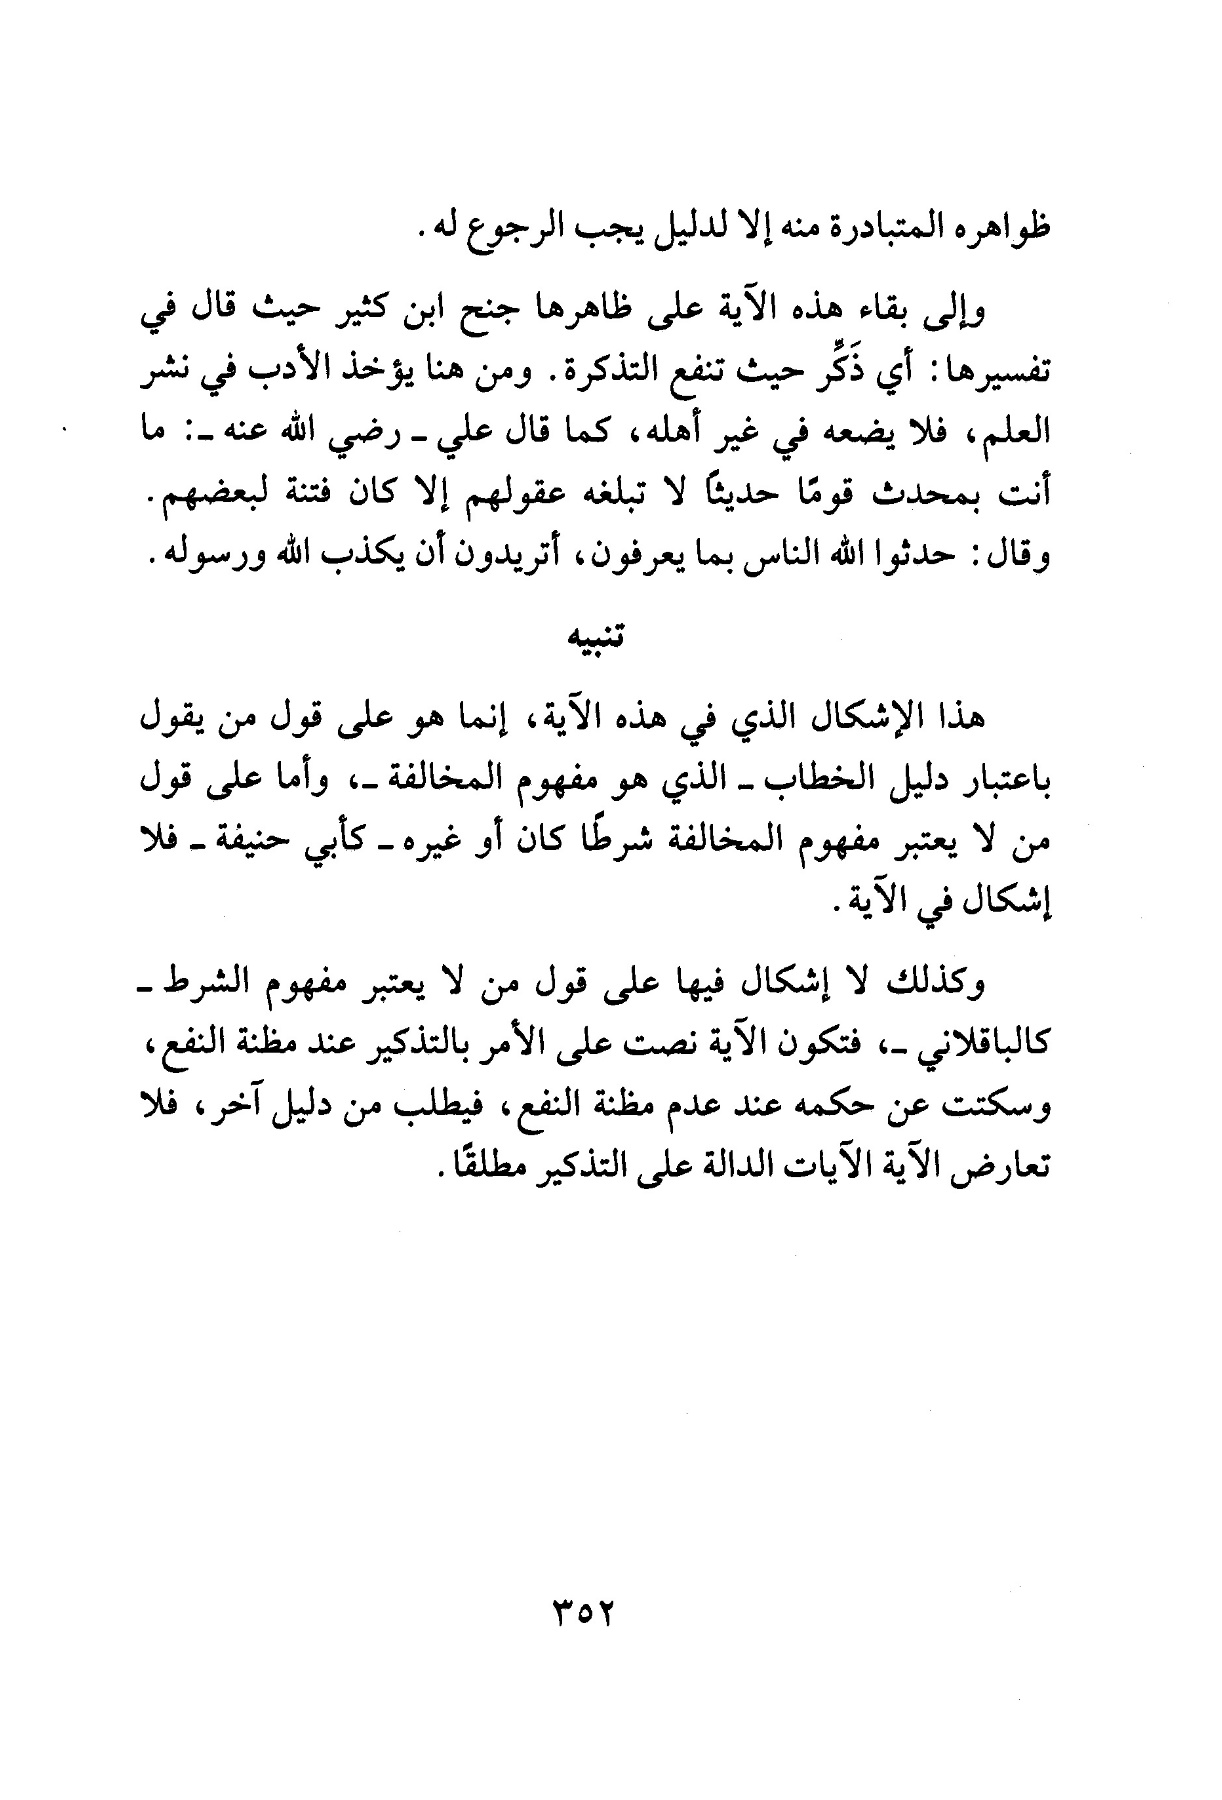 ظواهره المتبادرة منه إلا لدليل يجب الرجوع له.
وإلى بقاء هذه الآية على ظاهرها جنح ابن كثير حيث قال في
تفسيرها: أي ذَكِّر حيث تنفع التذكرة. ومن هنا يؤخذ الأدب في نشر
العلم، فلا يضعه في غير أهله، كما قال علي ـ رضي الله عنه ـ: ما
أنت بمحدث قومًا حديثًا لا تبلغه عقولهم إلا كان فتنة لبعضهم.
وقال: حدثوا الله الناس بما يعرفون، أتريدون أن يكذب الله ورسوله.
تنبيه
هذا الإشكال الذي في هذه الآية، إنما هو على قول من يقول
باعتبار دليل الخطاب ـ الذي هو مفهوم المخالفة ـ، وأما على قول
من لا يعتبر مفهوم المخالفة شرطًا كان أو غيره ـ كأبي حنيفة ـ فلا
إشكال في الآية.
وكذلك لا إشكال فيها على قول من لا يعتبر مفهوم الشرط ـ
كالباقلاني ـ، فتكون الآية نصت على الأمر بالتذكير عند مظنة النفع،
وسكتت عن حكمه عند عدم مظنة النفع، فيطلب من دليل آخر، فلا
تعارض الآية الآيات الدالة على التذكير مطلقًا.
٣٥٢